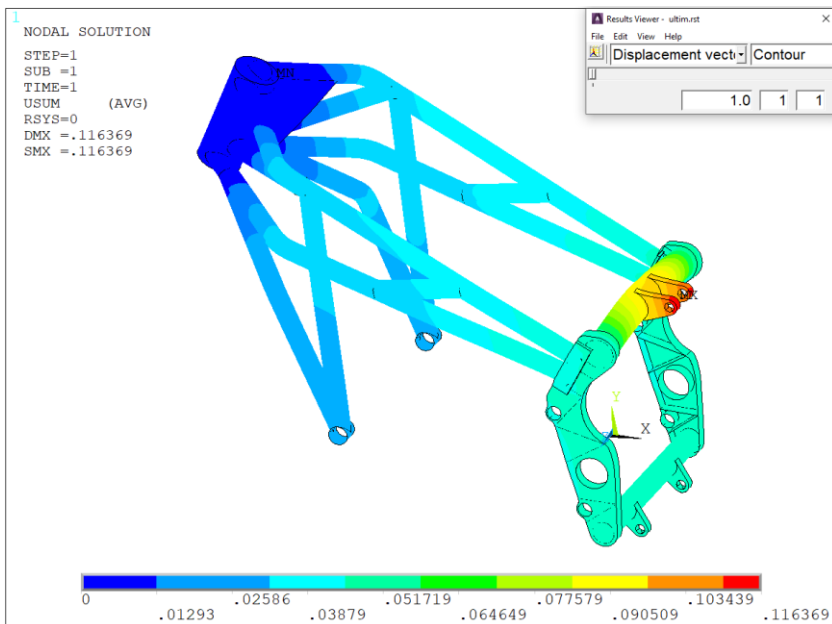 1
NODAL SOLUTION
STEP=1
SUB =1
TIME=1
USUM (AVG)
RSYS=0
DMX =.116369
SMX =.116369
Results Viewer - ultim.rst
File Edit View Help
Displacement vect Contour
1.0 1 1
MN
MX
Y
X
0 .02586 .051719 .077579 .103439
.01293 .03879 .064649 .090509 .116369